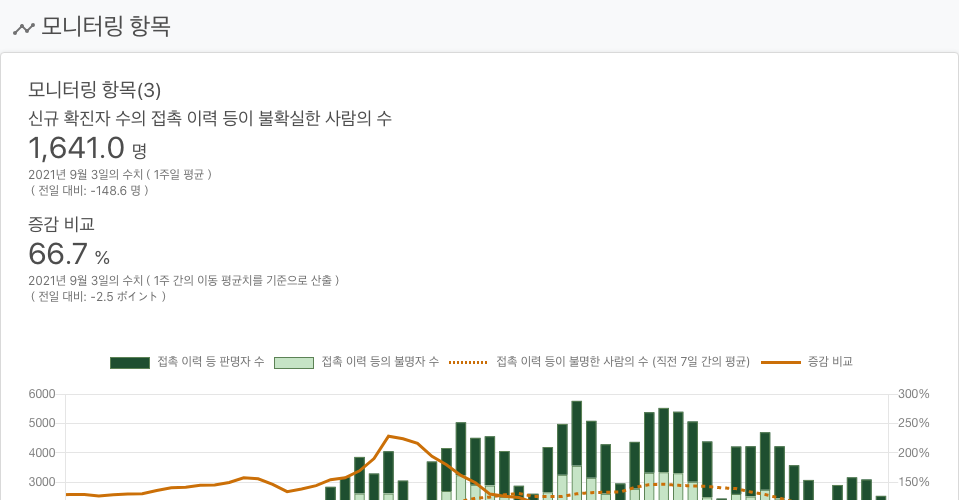 모니터링 항목
모니터링 항목(3)
신규 확진자 수의 접촉 이력 등이 불확실한 사람의 수
1,641.0 명
2021년 9월 3일의 수치 ( 1주일 평균 )
( 전일 대비: -148.6 명 )
증감 비교
66.7 %
2021년 9월 3일의 수치 ( 1주 간의 이동 평균치를 기준으로 산출 )
( 전일 대비: -2.5 ポイント )
접촉 이력 등 판명자 수 접촉 이력 등의 불명자 수 접촉 이력 등이 불명한 사람의 수 (직전 7일 간의 평균) 증감 비교
6000 300%
5000 250%
4000 200%
3000 150%